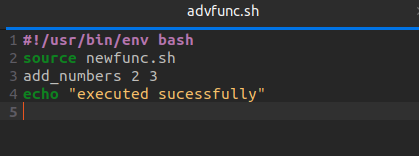 advfunc.sh
1 #!/usr/bin/env bash
2 source newfunc.sh
3 add_numbers 2 3
4 echo "executed sucessfully"
5